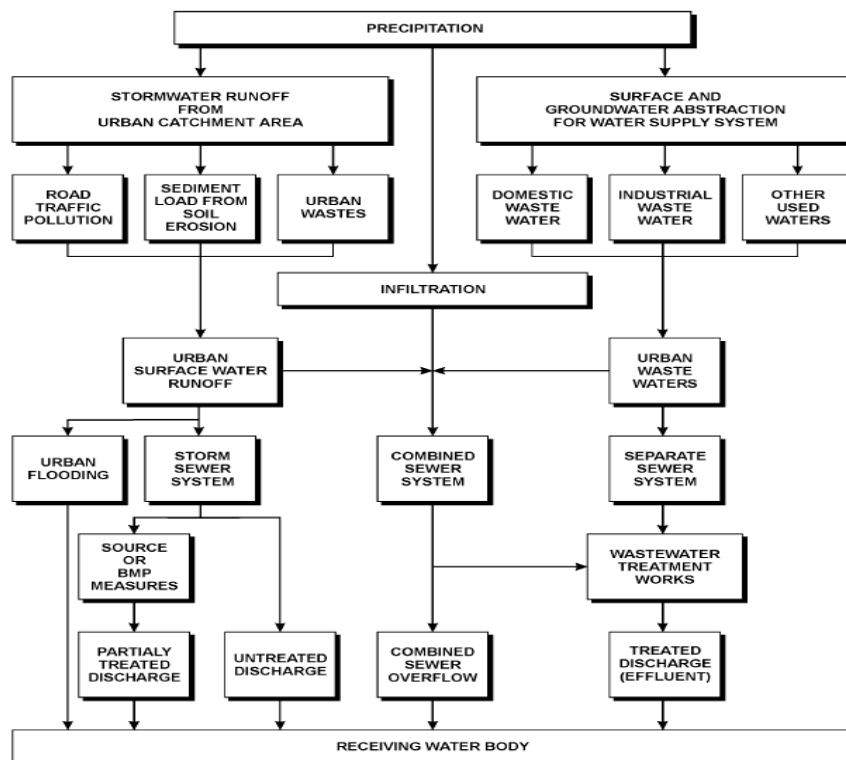 PRECIPITATION
STORMWATER RUNOFF
FROM
URBAN CATCHMENT AREA
SURFACE AND
GROUNDWATER ABSTRACTION
FOR WATER SUPPLY SYSTEM
ROAD
TRAFFIC
POLLUTION
SEDIMENT
LOAD FROM
SOIL
EROSION
URBAN
WASTES
DOMESTIC
WASTE
WATER
INDUSTRIAL
WASTE
WATER
OTHER
USED
WATERS
INFILTRATION
URBAN
SURFACE WATER
RUNOFF
URBAN
WASTE
WATERS
URBAN
FLOODING
STORM
SEWER
SYSTEM
COMBINED
SEWER
SYSTEM
SEPARATE
SEWER
SYSTEM
SOURCE
OR
BMP
MEASURES
WASTEWATER
TREATMENT
WORKS
PARTIALY
TREATED
DISCHARGE
UNTREATED
DISCHARGE
COMBINED
SEWER
OVERFLOW
TREATED
DISCHARGE
(EFFLUENT)
RECEIVING WATER BODY